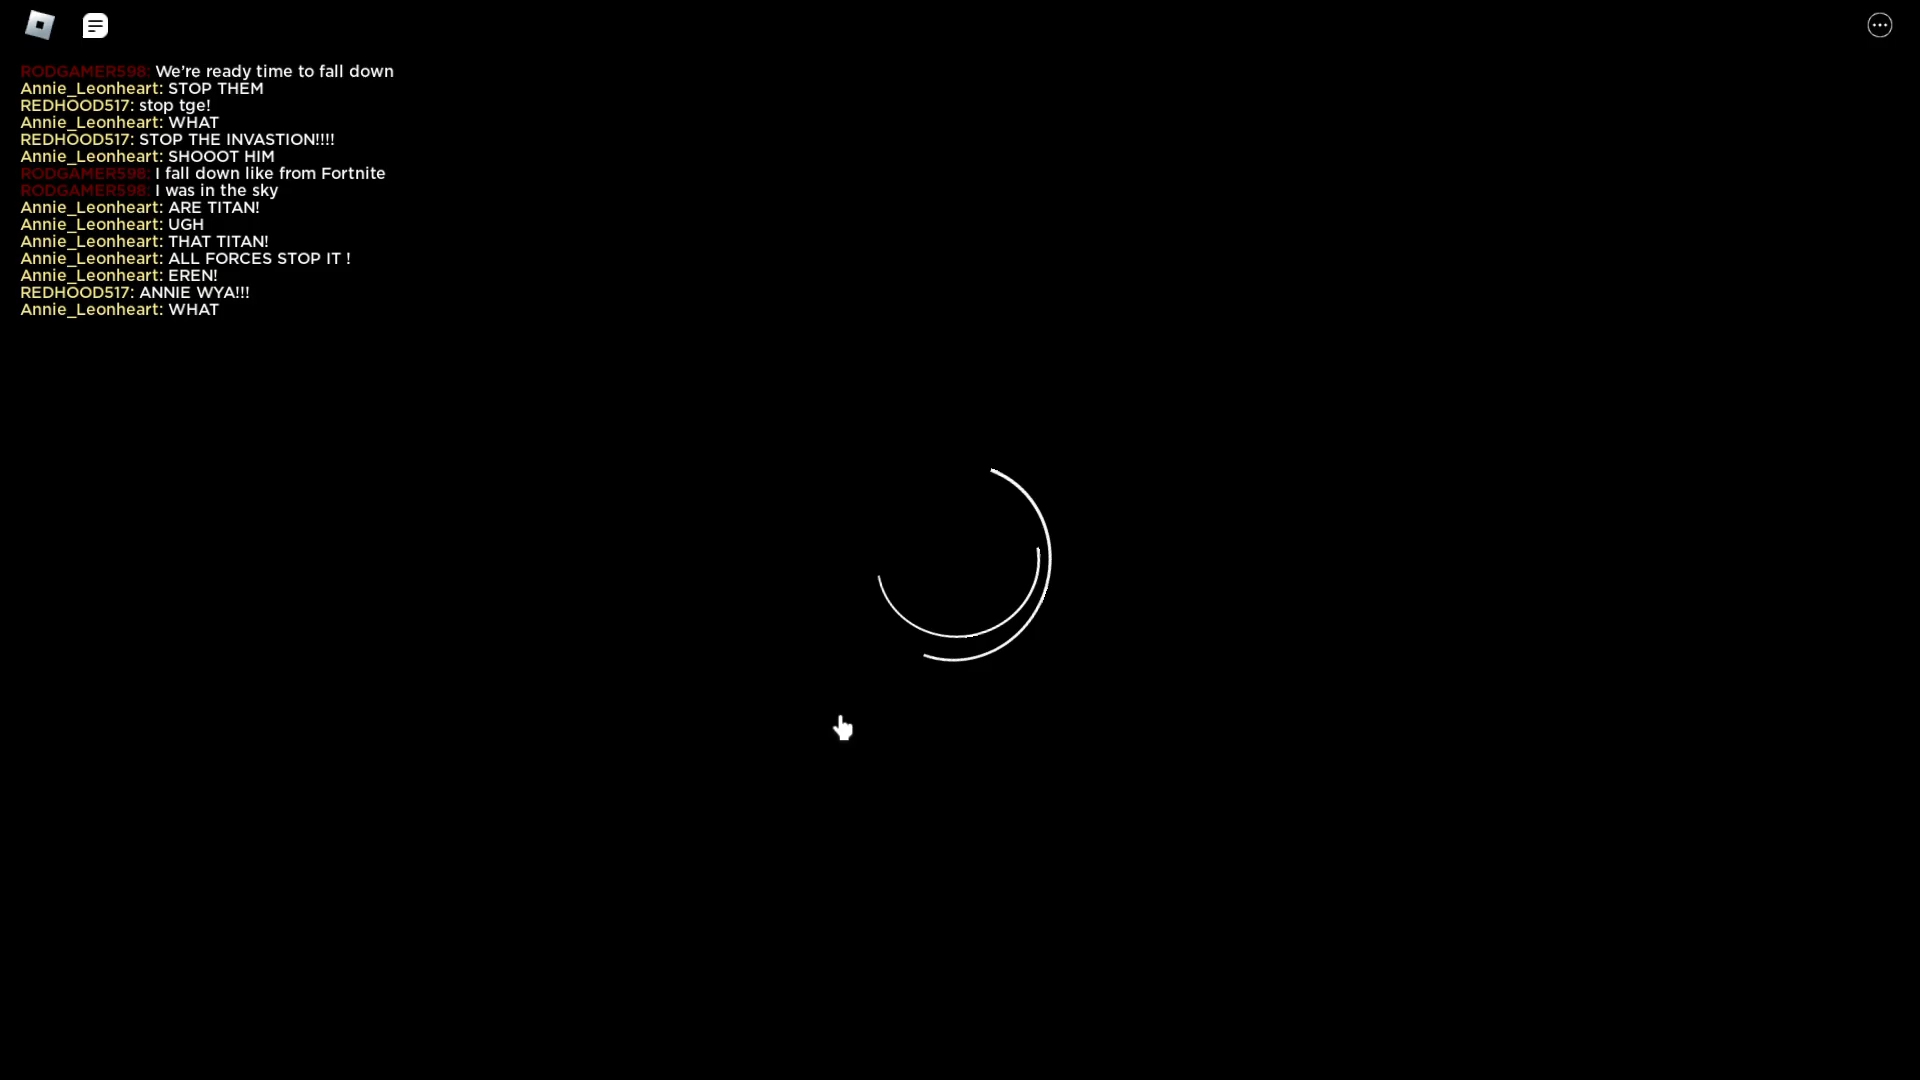 RODGAMER598: We're ready time to fall down
Annie_Leonheart: STOP THEM
REDHOOD517: stop tge!
Annie_Leonheart: WHAT
REDHOOD517: STOP THE INVASTION!!!!
Annie_Leonheart: SHOOOT HIM
RODGAMER598: I fall down like from Fortnite
RODGAMER598: I was in the sky
Annie_Leonheart: ARE TITAN!
Annie_Leonheart: UGH
Annie_Leonheart: THAT TITAN!
Annie_Leonheart: ALL FORCES STOP IT !
Annie_Leonheart: EREN!
REDHOOD517: ANNIE WYA!!!
Annie_Leonheart: WHAT